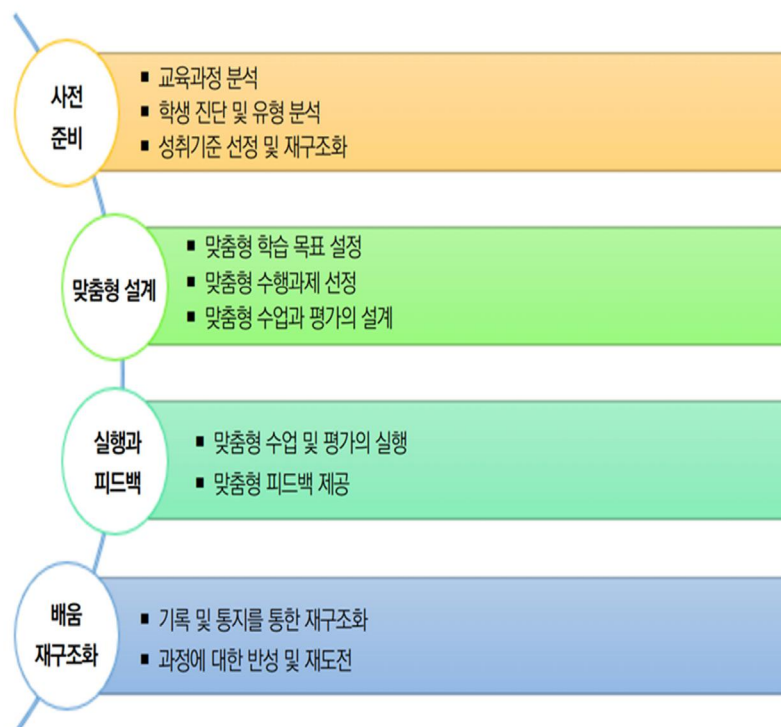 사전
준비
▪ 교육과정 분석
▪ 학생 진단 및 유형 분석
▪ 성취기준 선정 및 재구조화
맞춤형 설계
▪ 맞춤형 학습 목표 설정
▪ 맞춤형 수행과제 선정
▪ 맞춤형 수업과 평가의 설계
실행과
피드백
▪ 맞춤형 수업 및 평가의 실행
▪ 맞춤형 피드백 제공
배움
재구조화
▪ 기록 및 통지를 통한 재구조화
▪ 과정에 대한 반성 및 재도전